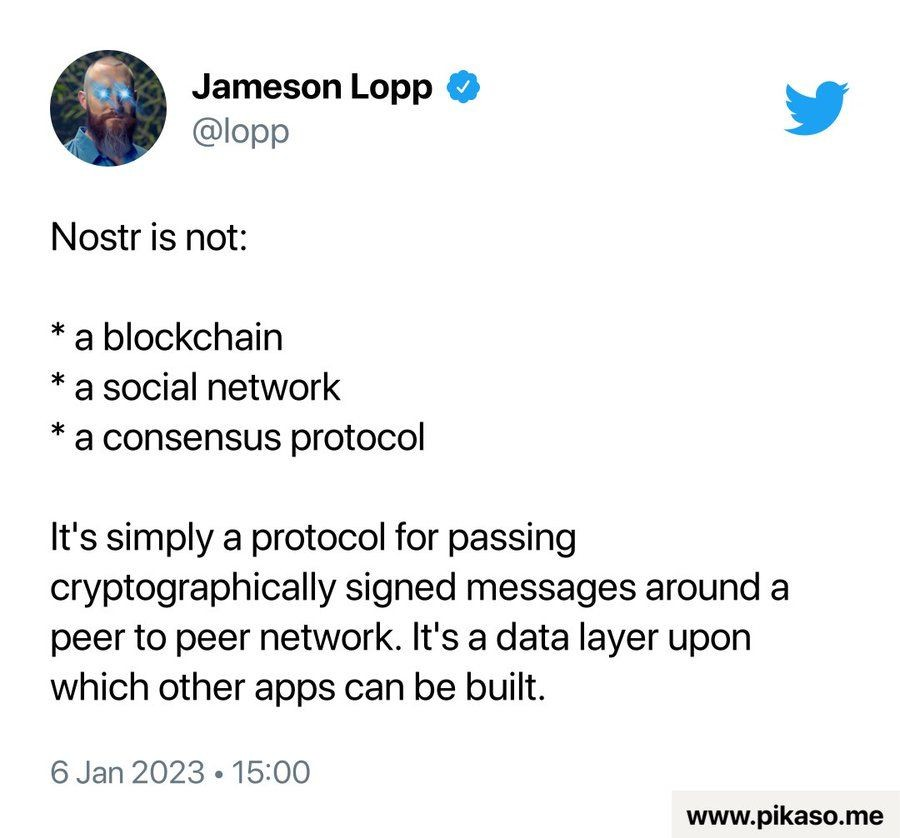 Jameson Lopp
@lopp
Nostr is not:
* a blockchain
* a social network
* a consensus protocol
It's simply a protocol for passing
cryptographically signed messages around a
peer to peer network. It's a data layer upon
which other apps can be built.
6 Jan 2023 • 15:00
www.pikaso.me